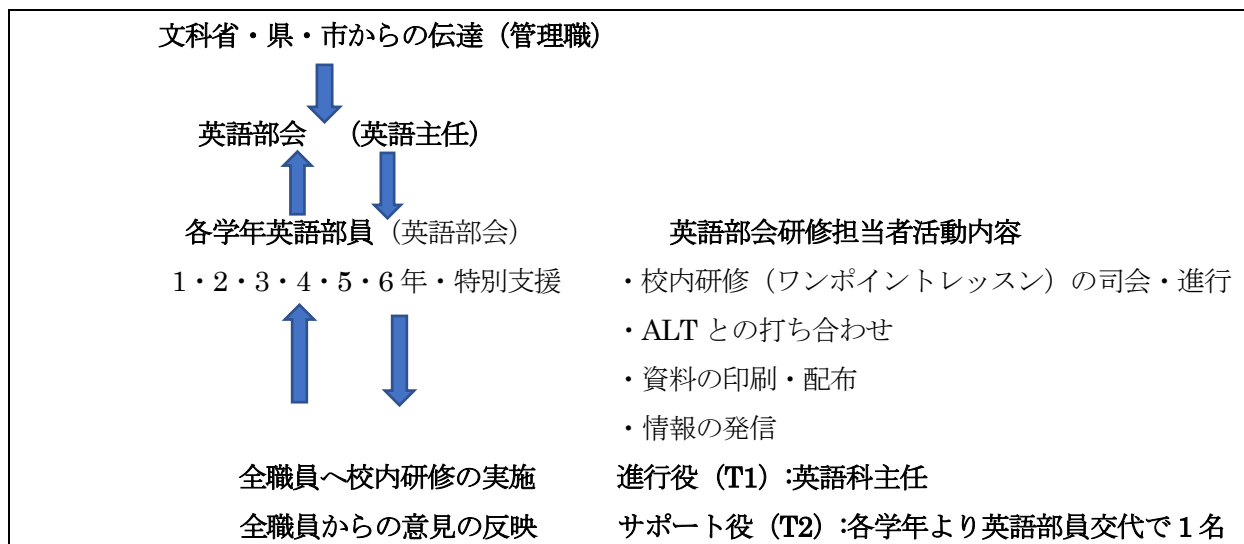 文科省・県・市からの伝達（管理職）
英語部会　（英語主任）
各学年英語部員（英語部会）　英語部会研修担当者活動内容
1・2・3・4・5・6 年・特別支援　・校内研修（ワンポイントレッスン）の司会・進行
・ALT との打ち合わせ
・資料の印刷・配布
・情報の発信
全職員へ校内研修の実施　進行役（T1）:英語科主任
全職員からの意見の反映　サポート役（T2）:各学年より英語部員交代で 1 名